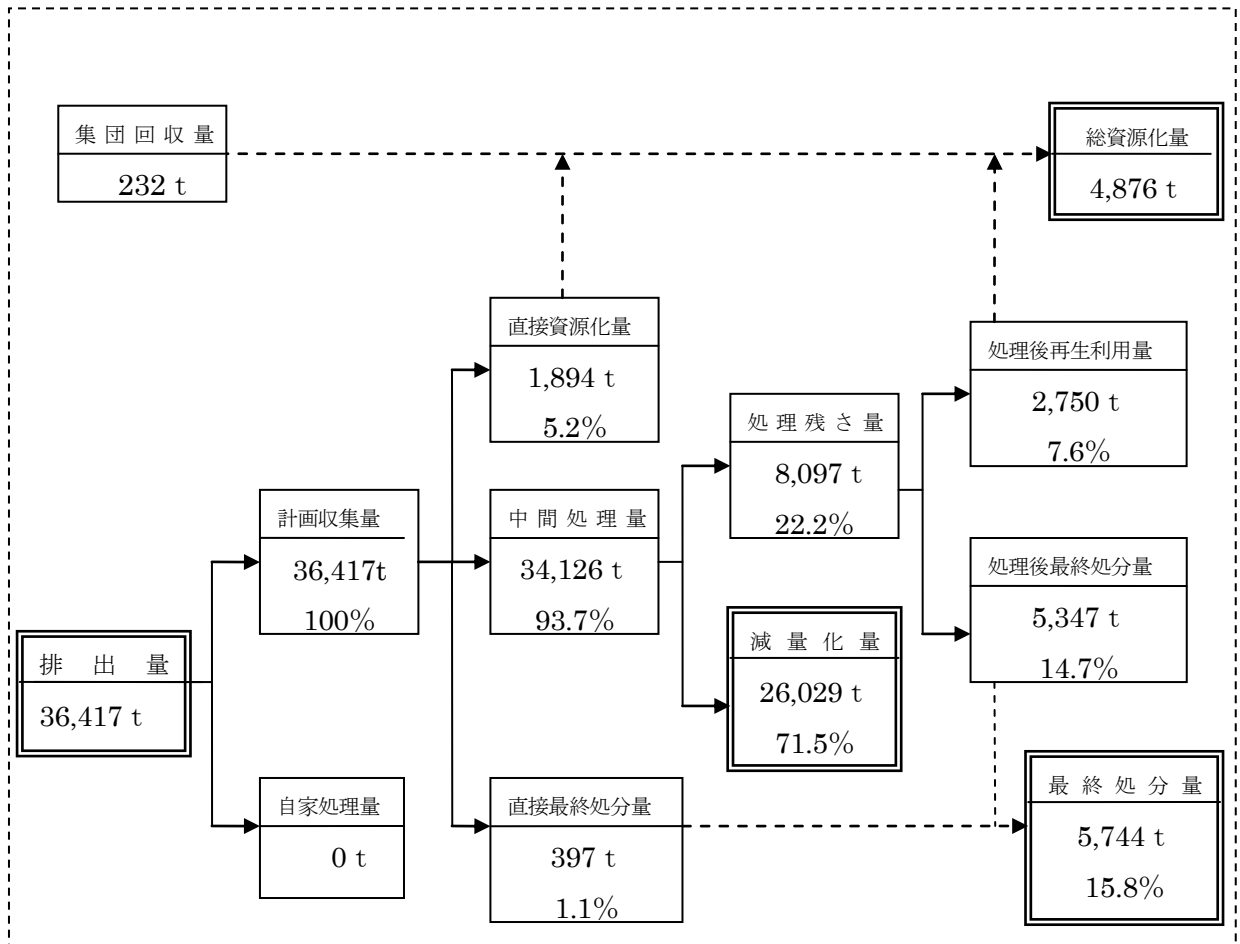 集団回収量
232 t
総資源化量
4,876 t
直接資源化量
1,894 t
5.2%
処理後再生利用量
2,750 t
7.6%
処理残さ量
8,097 t
22.2%
計画収集量
36,417t
100%
中間処理量
34,126 t
93.7%
処理後最終処分量
5,347 t
14.7%
排出量
36,417 t
減量化量
26,029 t
71.5%
自家処理量
0 t
直接最終処分量
397 t
1.1%
最終処分量
5,744 t
15.8%